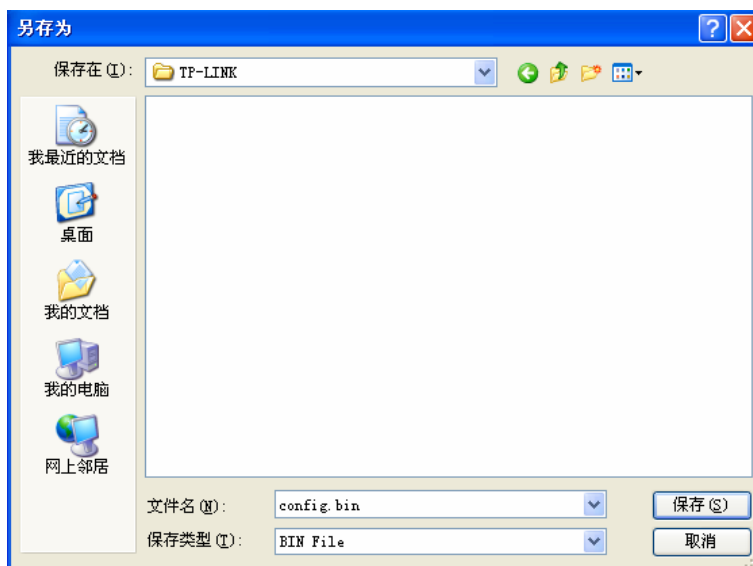 另存为
保存在(I):
TP-LINK
我最近的文档
桌面
我的文档
我的电脑
网上邻居
文件名(N):
config.bin
保存(S)
保存类型(T):
BIN File
取消